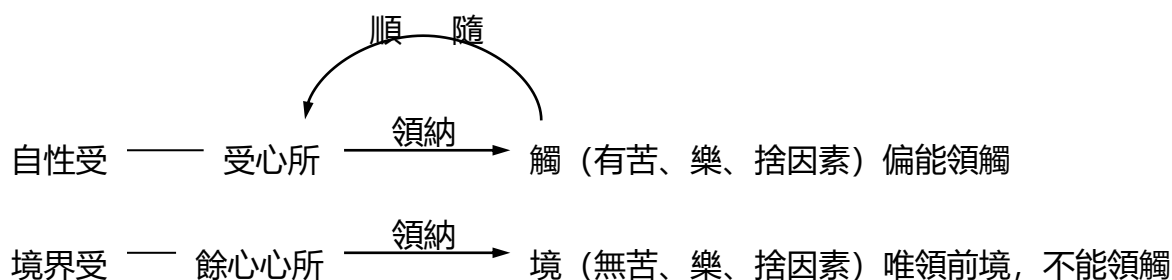 順 隨
自性受 受心所 領納 觸（有苦、樂、捨因素）偏能領觸
境界受 餘心心所 領納 境（無苦、樂、捨因素）唯領前境，不能領觸